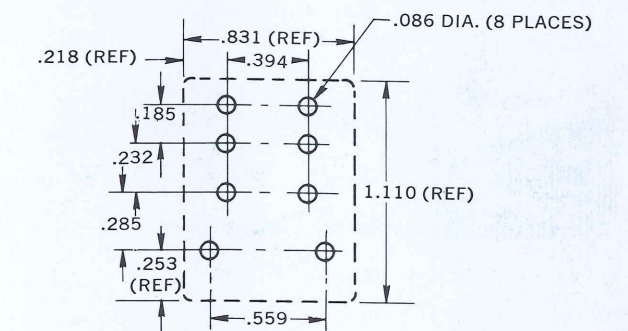 .086 DIA. (8 PLACES)
.831 (REF)
.218 (REF)
.394
.185
.232
1.110 (REF)
.285
.253
(REF)
.559